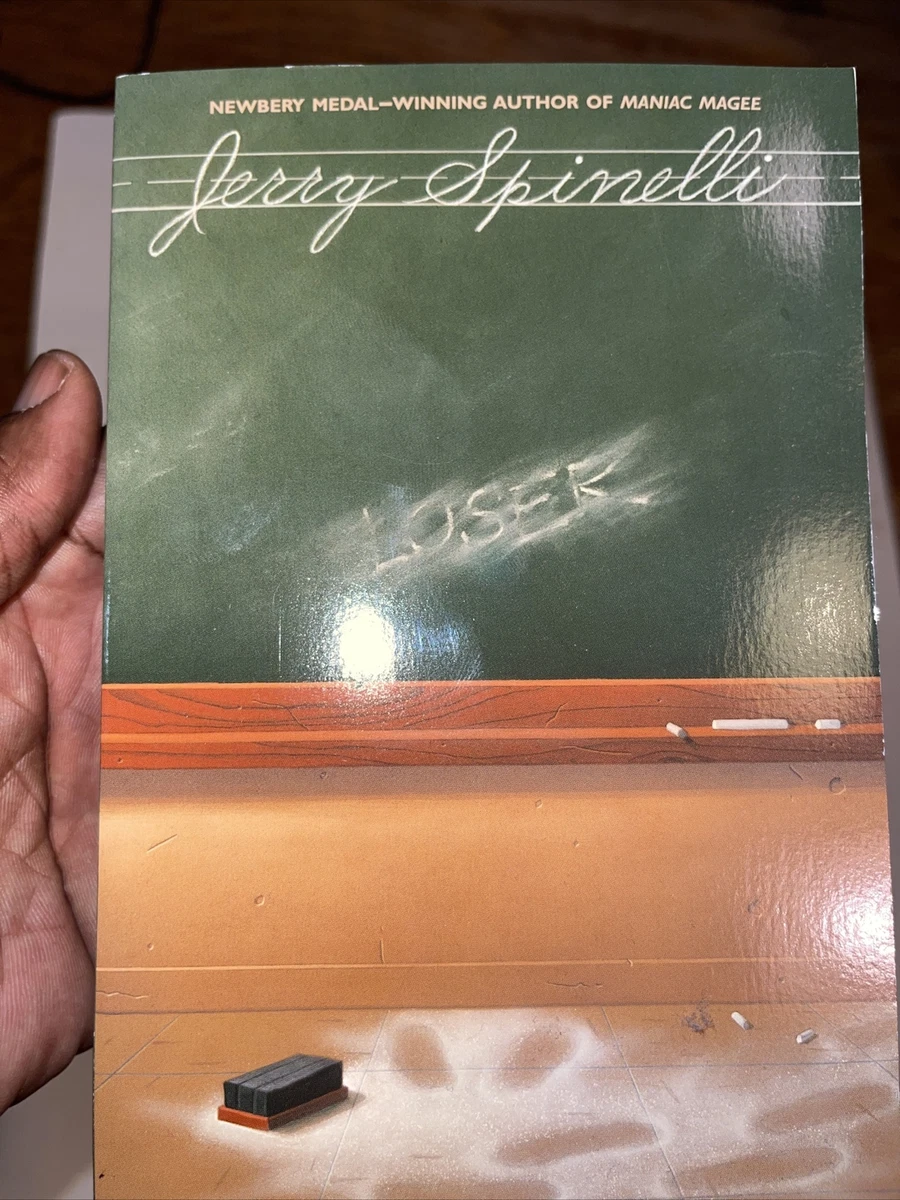 NEWBERY MEDAL–WINNING AUTHOR OF MANIAC MAGEE
Jerry Spinelli
LOSER